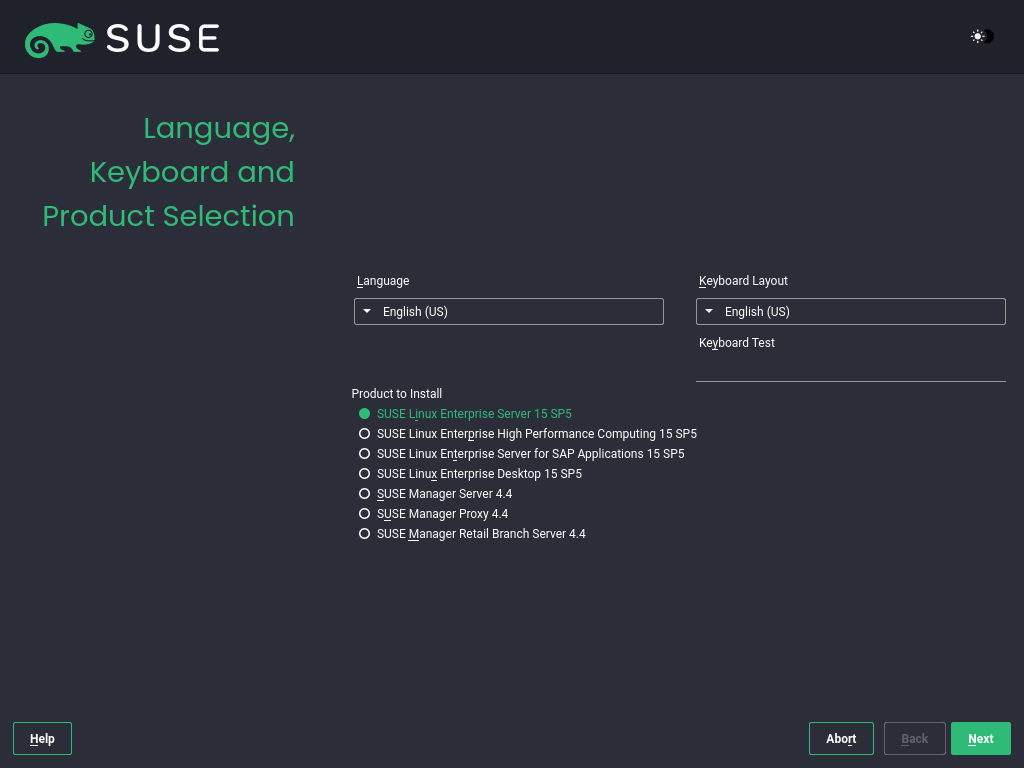 SUSE
Language,
Keyboard and
Product Selection
Language
Keyboard Layout
English (US)
English (US)
Keyboard Test
Product to Install
SUSE Linux Enterprise Server 15 SP5
SUSE Linux Enterprise High Performance Computing 15 SP5
SUSE Linux Enterprise Server for SAP Applications 15 SP5
SUSE Linux Enterprise Desktop 15 SP5
SUSE Manager Server 4.4
SUSE Manager Proxy 4.4
SUSE Manager Retail Branch Server 4.4
Help
Abort
Back
Next